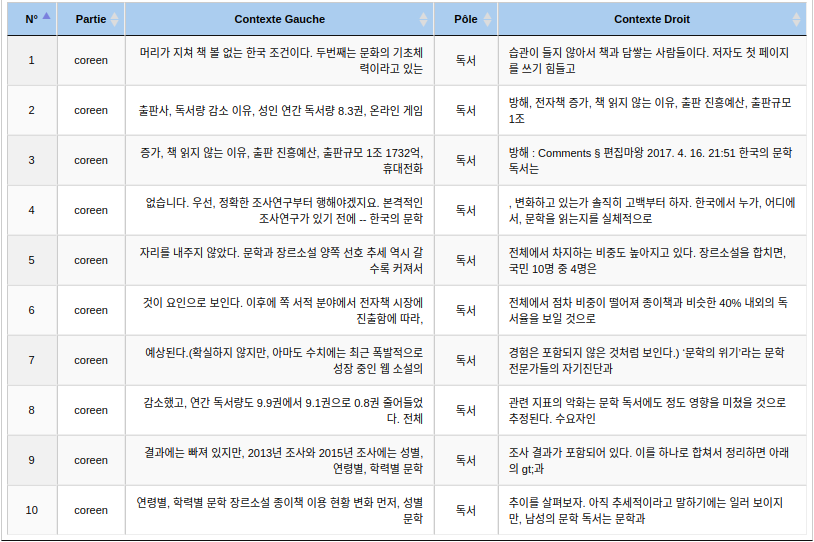 N° Partie Contexte Gauche Pôle Contexte Droit
1 coreen 머리가 지쳐 책 볼 없는 한국 조건이다. 두번째는 문화의 기초체
력이라고 있는 독서 습관이 들지 않아서 책과 담쌓는 사람들이다. 저자도 첫 페이지
를 쓰기 힘들고
2 coreen 출판사, 독서량 감소 이유, 성인 연간 독서량 8.3권, 온라인 게임 독서 방해, 전자책 증가, 책 읽지 않는 이유, 출판 진흥예산, 출판규모
1조
3 coreen 증가, 책 읽지 않는 이유, 출판 진흥예산, 출판규모 1조 1732억,
휴대전화 독서 방해 : Comments § 편집마왕 2017. 4. 16. 21:51 한국의 문학
독서는
4 coreen 없습니다. 우선, 정확한 조사연구부터 행해야겠지요. 본격적인
조사연구가 있기 전에 -- 한국의 문학 독서 , 변화하고 있는가 솔직히 고백부터 하자. 한국에서 누가, 어디에
서, 문학을 읽는지를 실체적으로
5 coreen 자리를 내주지 않았다. 문학과 장르소설 양쪽 선호 추세 역시 갈
수록 커져서 독서 전체에서 차지하는 비중도 높아지고 있다. 장르소설을 합치면,
국민 10명 중 4명은
6 coreen 것이 요인으로 보인다. 이후에 쪽 서적 분야에서 전자책 시장에
진출함에 따라, 독서 전체에서 점차 비중이 떨어져 종이책과 비슷한 40% 내외의 독
서율을 보일 것으로
7 coreen 예상된다.(확실하지 않지만, 아마도 수치에는 최근 폭발적으로
성장 중인 웹 소설의 독서 경험은 포함되지 않은 것처럼 보인다.) ‘문학의 위기’라는 문학
전문가들의 자기진단과
8 coreen 감소했고, 연간 독서량도 9.9권에서 9.1권으로 0.8권 줄어들었
다. 전체 독서 관련 지표의 악화는 문학 독서에도 정도 영향을 미쳤을 것으로
추정된다. 수요자인
9 coreen 결과에는 빠져 있지만, 2013년 조사와 2015년 조사에는 성별,
연령별, 학력별 문학 독서 조사 결과가 포함되어 있다. 이를 하나로 합쳐서 정리하면 아래
의 gt;과
10 coreen 연령별, 학력별 문학 장르소설 종이책 이용 현황 변화 먼저, 성별
문학 독서 추이를 살펴보자. 아직 추세적이라고 말하기에는 일러 보이지
만, 남성의 문학 독서는 문학과